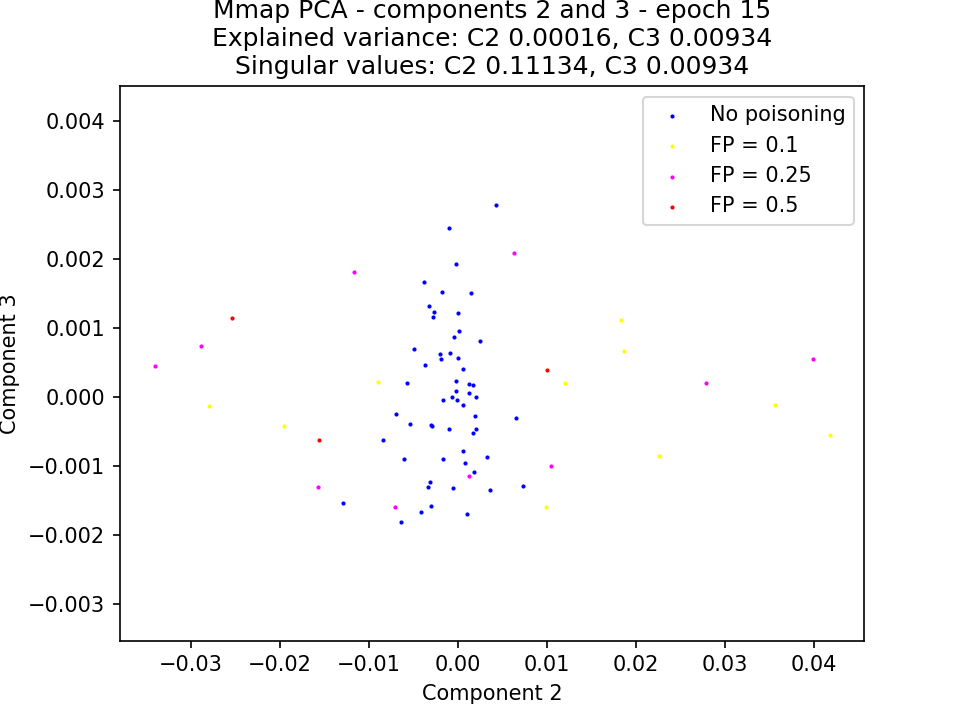 Mmap PCA - components 2 and 3 - epoch 15
Explained variance: C2 0.00016, C3 0.00934
Singular values: C2 0.11134, C3 0.00934
No poisoning
FP = 0.1
FP = 0.25
FP = 0.5
0.004
0.003
0.002
0.001
0.000
−0.001
−0.002
−0.003
Component 3
−0.03
−0.02
−0.01
0.00
0.01
0.02
0.03
0.04
Component 2